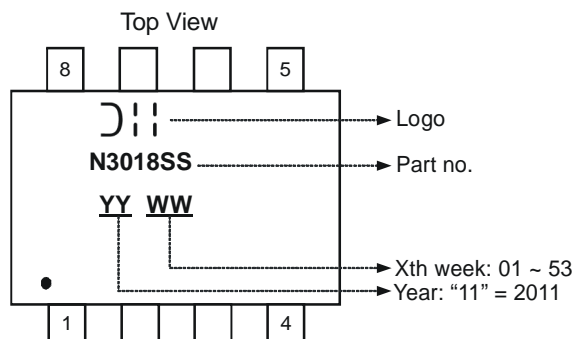 Top View
8
5
Logo
N3018SS
Part no.
YY WW
Xth week: 01 ~ 53
Year: “11” = 2011
1
4